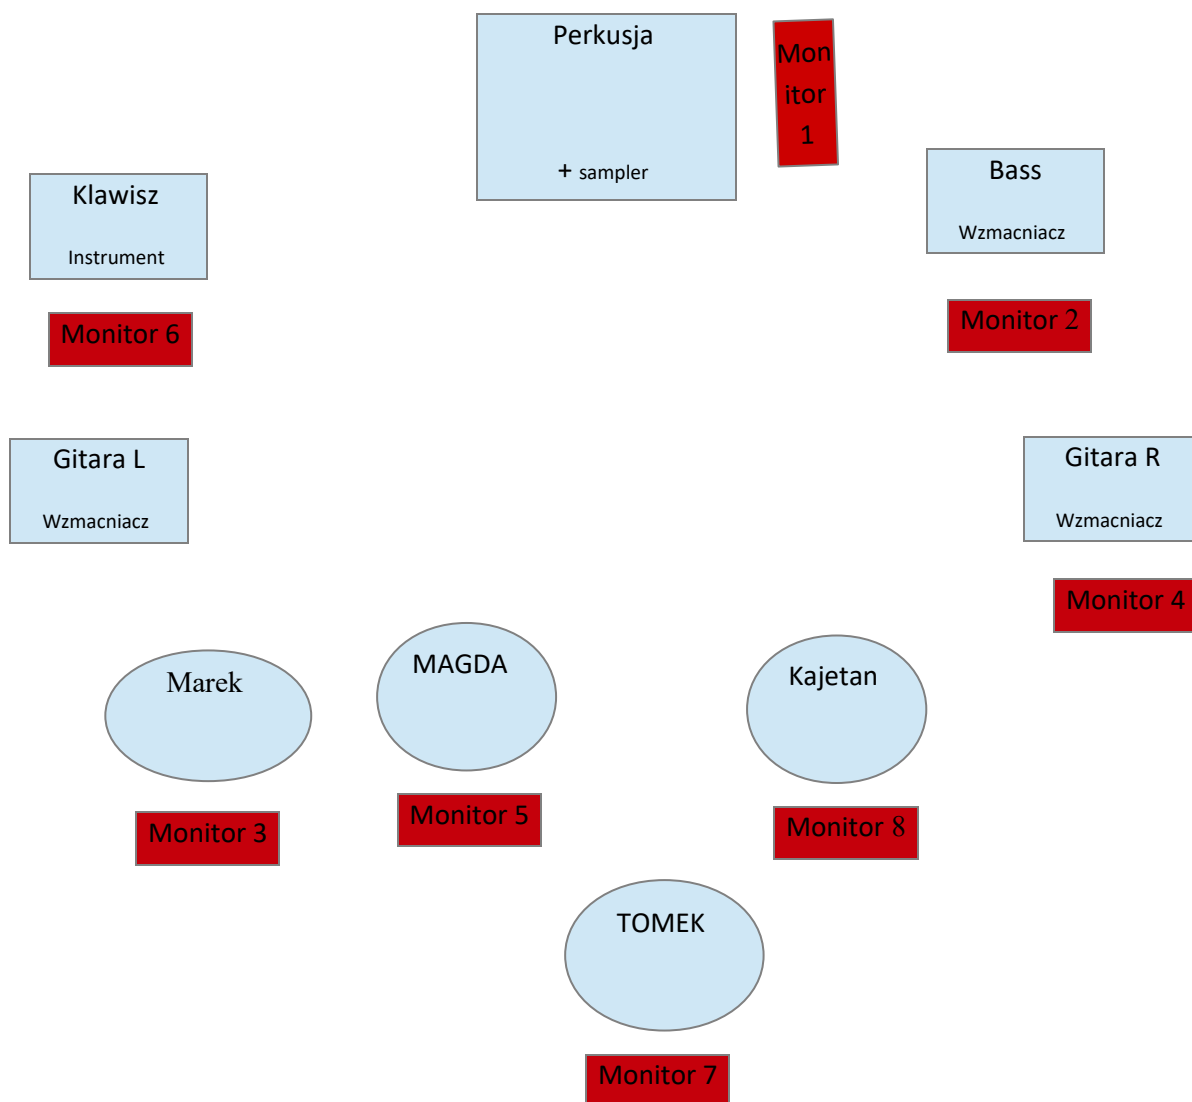 Perkusja
+ sampler
Mon
itor
1
Bass
Wzmacniacz
Klawisz
Instrument
Monitor 2
Monitor 6
Gitara L
Wzmacniacz
Gitara R
Wzmacniacz
Monitor 4
Marek
MAGDA
Kajetan
Monitor 3
Monitor 5
Monitor 8
TOMEK
Monitor 7